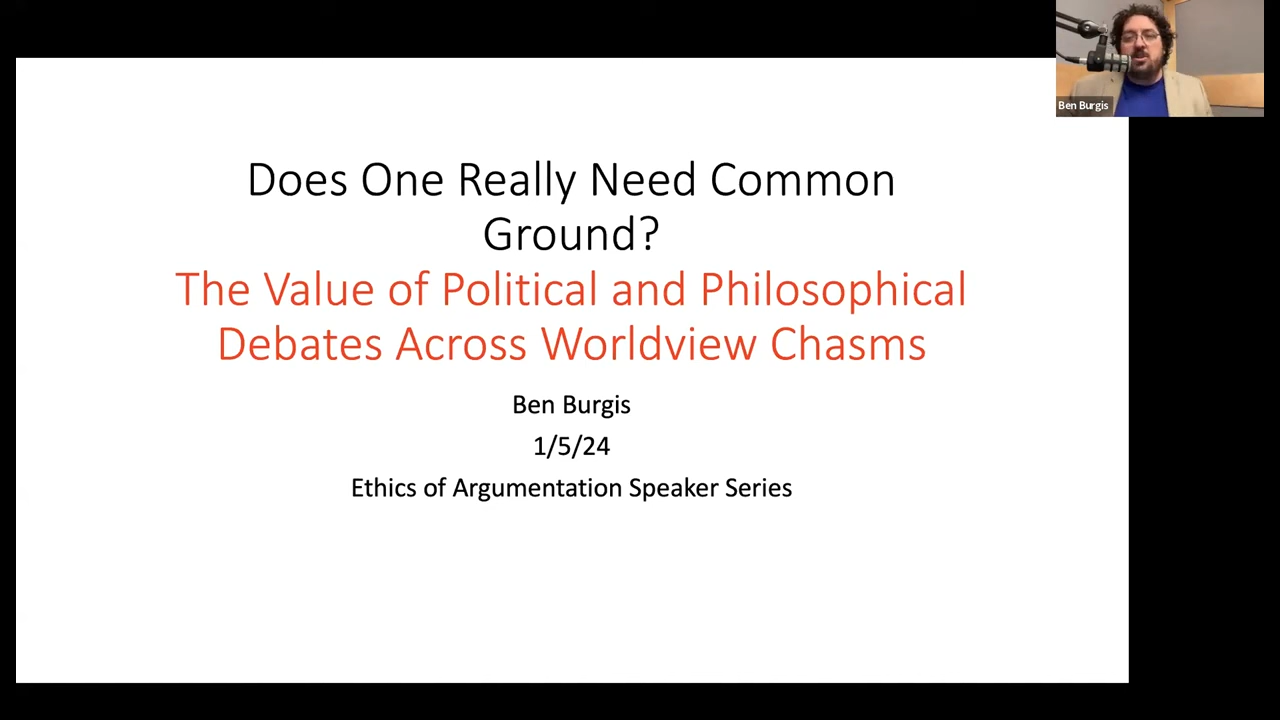 Does One Really Need Common
Ground?
The Value of Political and Philosophical
Debates Across Worldview Chasms
Ben Burgis
1/5/24
Ethics of Argumentation Speaker Series
Ben Burgis